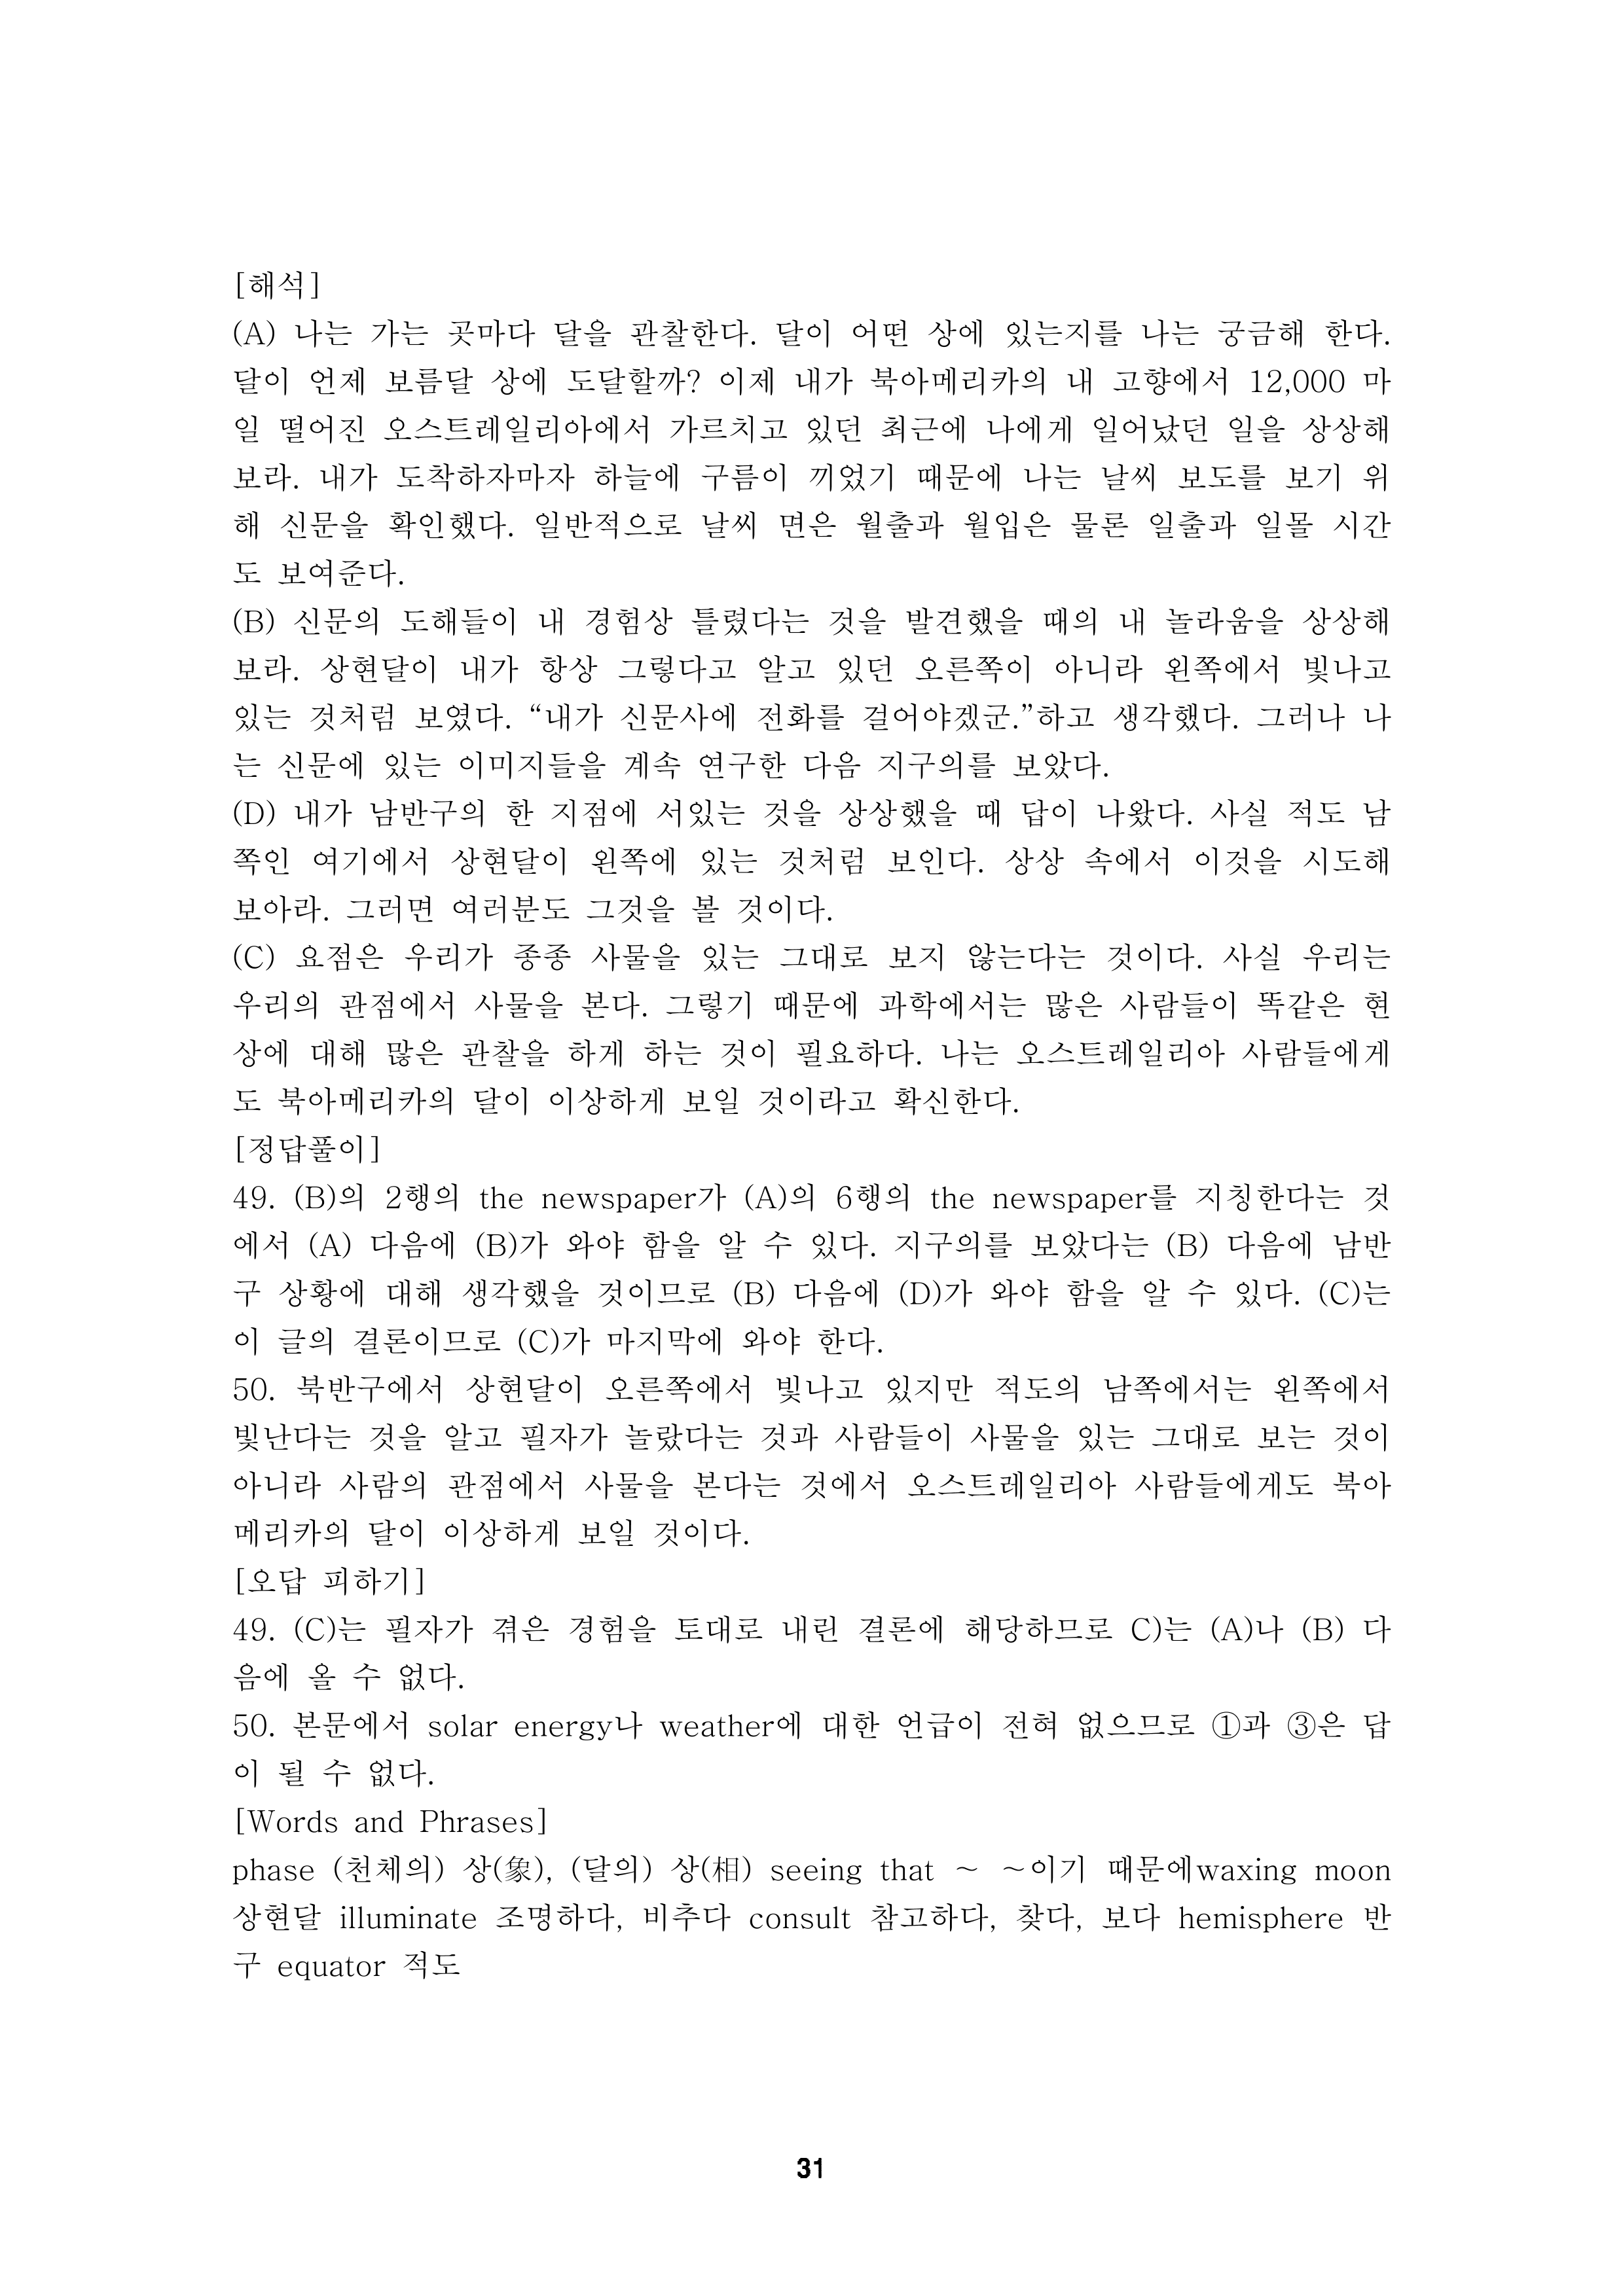 [해석]
(A) 나는 가는 곳마다 달을 관찰한다. 달이 어떤 상에 있는지를 나는 궁금해 한다.
달이 언제 보름달 상에 도달할까? 이제 내가 북아메리카의 내 고향에서 12,000 마
일 떨어진 오스트레일리아에서 가르치고 있던 최근에 나에게 일어났던 일을 상상해
보라. 내가 도착하자마자 하늘에 구름이 끼었기 때문에 나는 날씨 보도를 보기 위
해 신문을 확인했다. 일반적으로 날씨 면은 월출과 월입은 물론 일출과 일몰 시간
도 보여준다.
(B) 신문의 도해들이 내 경험상 틀렸다는 것을 발견했을 때의 내 놀라움을 상상해
보라. 상현달이 내가 항상 그렇다고 알고 있던 오른쪽이 아니라 왼쪽에서 빛나고
있는 것처럼 보였다. “내가 신문사에 전화를 걸어야겠군.”하고 생각했다. 그러나 나
는 신문에 있는 이미지들을 계속 연구한 다음 지구의를 보았다.
(D) 내가 남반구의 한 지점에 서있는 것을 상상했을 때 답이 나왔다. 사실 적도 남
쪽인 여기에서 상현달이 왼쪽에 있는 것처럼 보인다. 상상 속에서 이것을 시도해
보아라. 그러면 여러분도 그것을 볼 것이다.
(C) 요점은 우리가 종종 사물을 있는 그대로 보지 않는다는 것이다. 사실 우리는
우리의 관점에서 사물을 본다. 그렇기 때문에 과학에서는 많은 사람들이 똑같은 현
상에 대해 많은 관찰을 하게 하는 것이 필요하다. 나는 오스트레일리아 사람들에게
도 북아메리카의 달이 이상하게 보일 것이라고 확신한다.
[정답풀이]
49. (B)의 2행의 the newspaper가 (A)의 6행의 the newspaper를 지칭한다는 것
에서 (A) 다음에 (B)가 와야 함을 알 수 있다. 지구의를 보았다는 (B) 다음에 남반
구 상황에 대해 생각했을 것이므로 (B) 다음에 (D)가 와야 함을 알 수 있다. (C)는
이 글의 결론이므로 (C)가 마지막에 와야 한다.
50. 북반구에서 상현달이 오른쪽에서 빛나고 있지만 적도의 남쪽에서는 왼쪽에서
빛난다는 것을 알고 필자가 놀랐다는 것과 사람들이 사물을 있는 그대로 보는 것이
아니라 사람의 관점에서 사물을 본다는 것에서 오스트레일리아 사람들에게도 북아
메리카의 달이 이상하게 보일 것이다.
[오답 피하기]
49. (C)는 필자가 겪은 경험을 토대로 내린 결론에 해당하므로 C)는 (A)나 (B) 다
음에 올 수 없다.
50. 본문에서 solar energy나 weather에 대한 언급이 전혀 없으므로 ①과 ③은 답
이 될 수 없다.
[Words and Phrases]
phase (천체의) 상(象), (달의) 상(相) seeing that ~ ~이기 때문에waxing moon
상현달 illuminate 조명하다, 비추다 consult 참고하다, 찾다, 보다 hemisphere 반
구 equator 적도
31